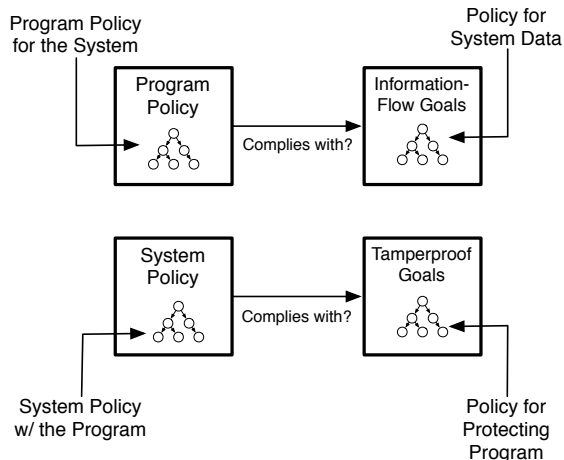 Program Policy
for the System
Policy for
System Data
Program
Policy
Complies with?
Information-
Flow Goals
System
Policy
Complies with?
Tamperproof
Goals
System Policy
w/ the Program
Policy for
Protecting
Program